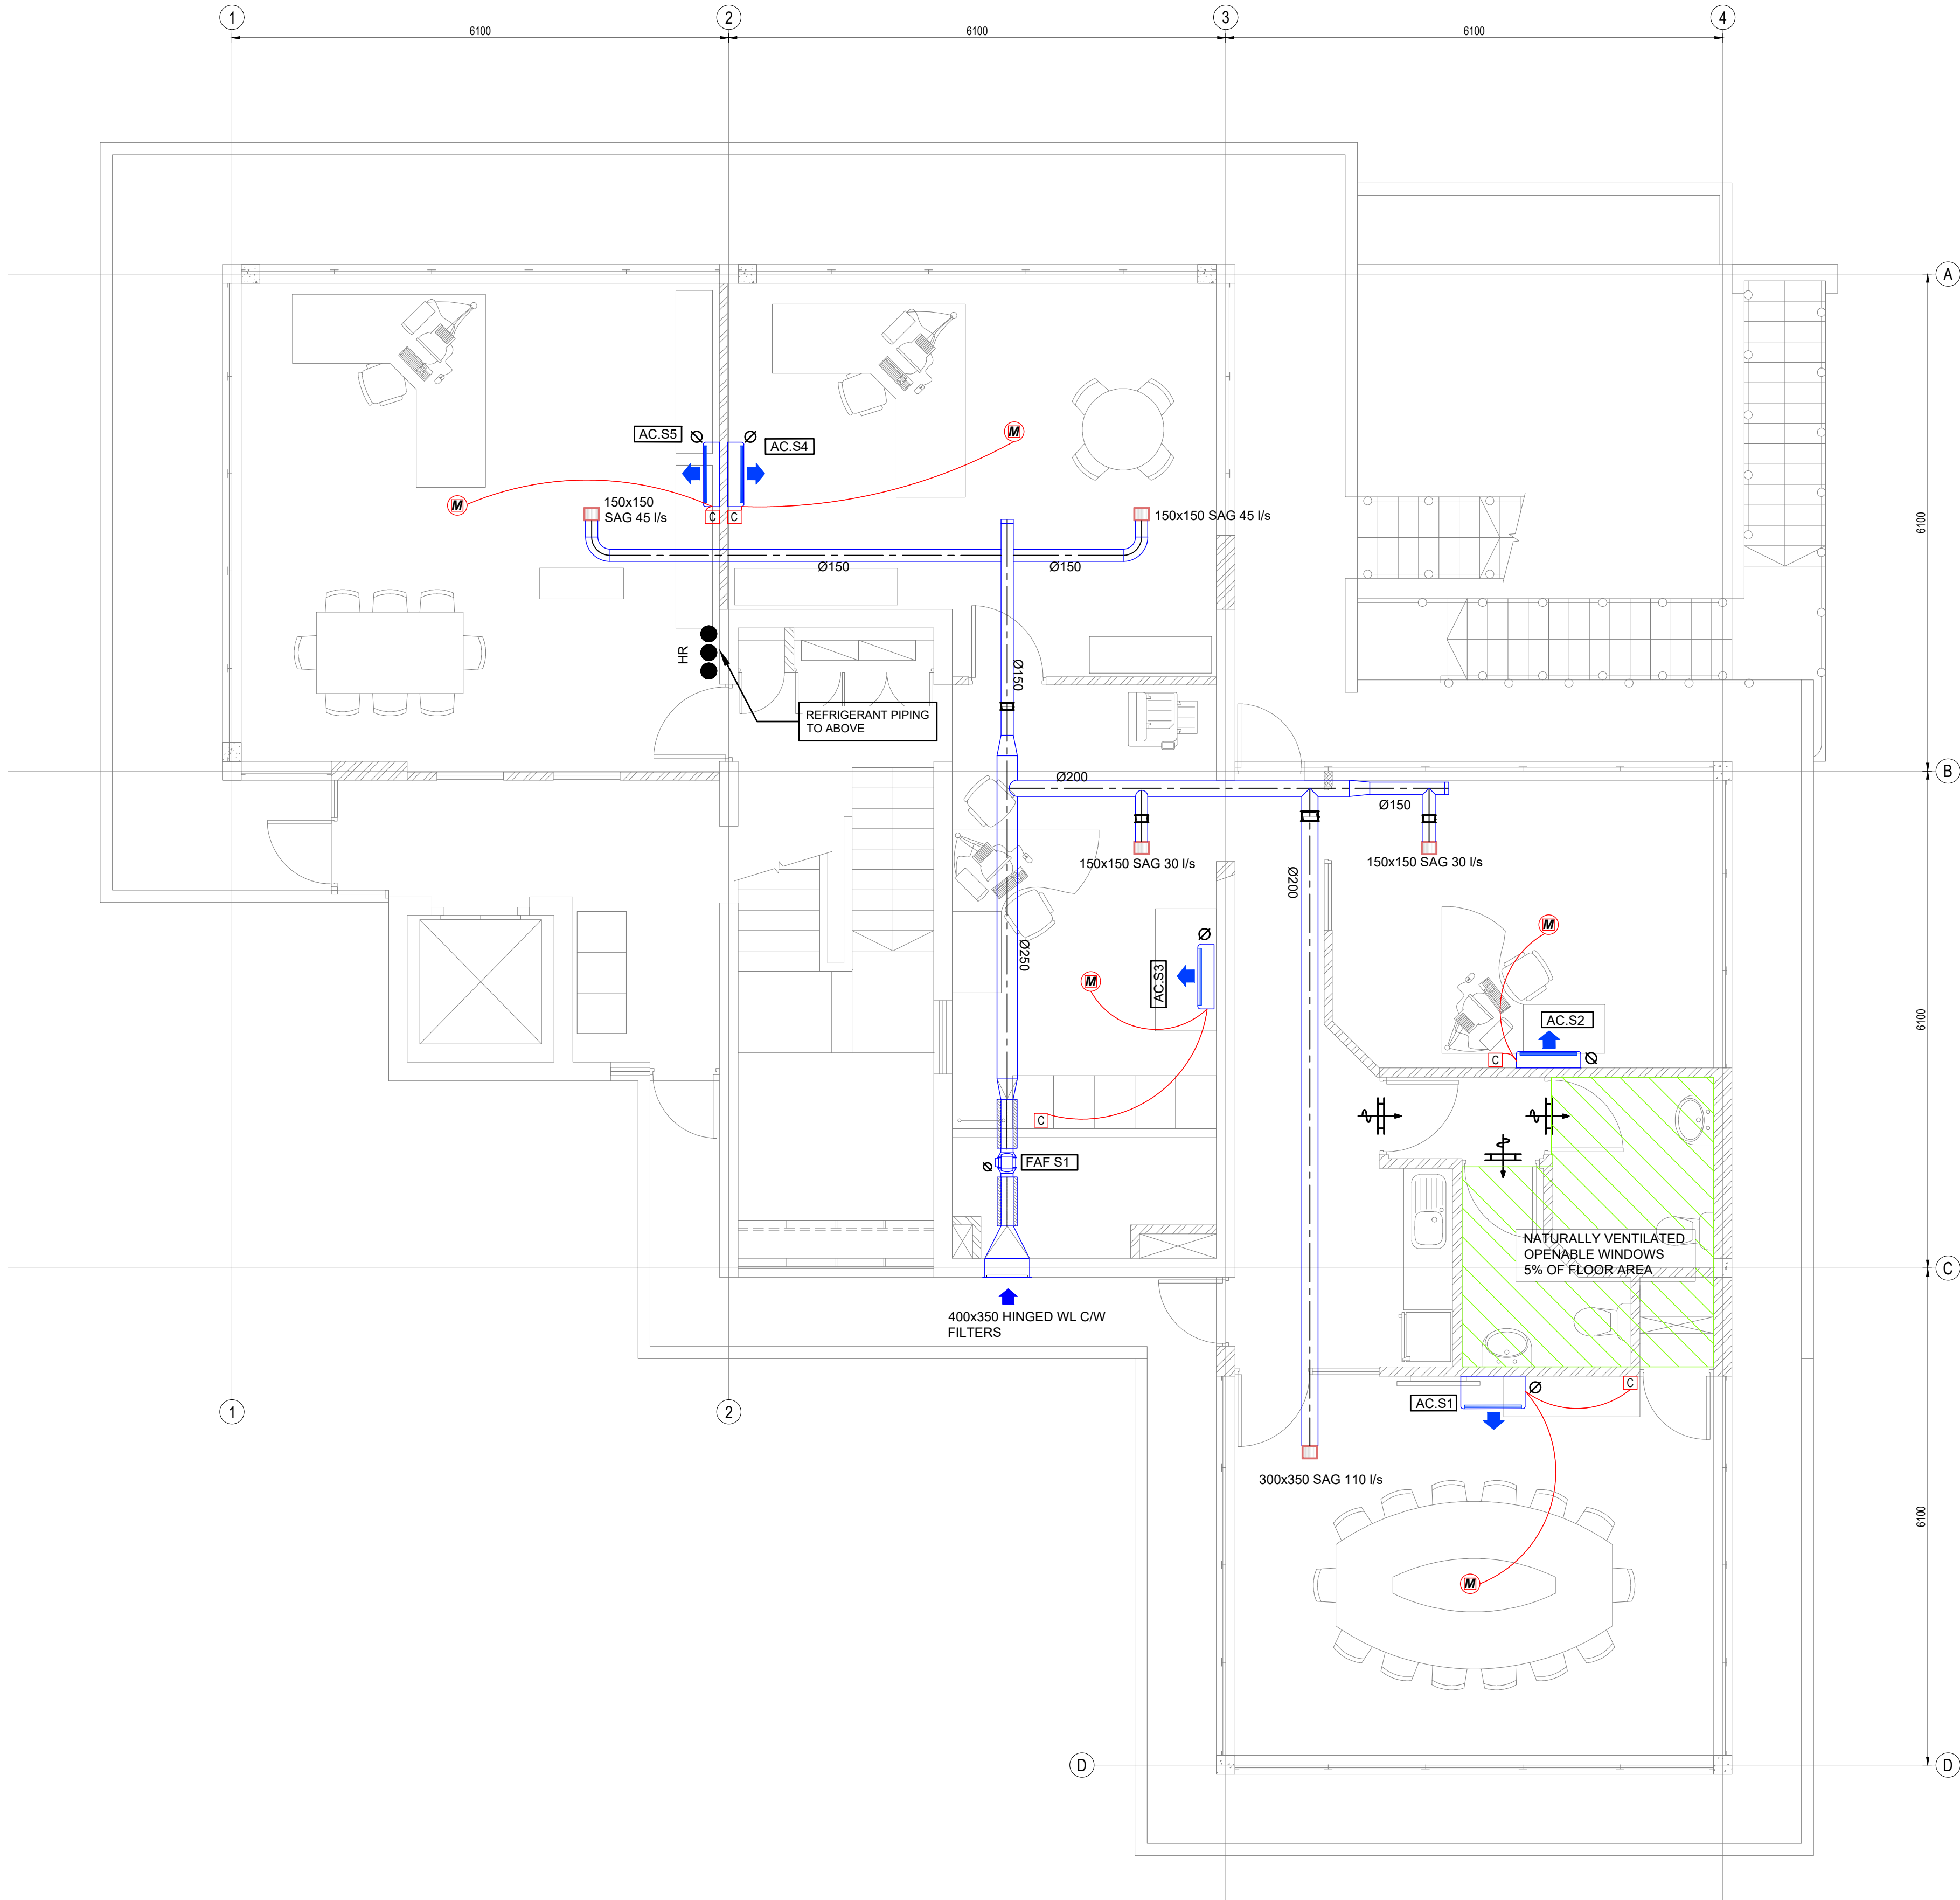 1
2
3
4
6100
6100
6100
A
AC.S5
AC.S4
M
M
150x150
SAG 45 l/s
C
C
150x150 SAG 45 l/s
6100
Ø150
Ø150
HR
Ø150
REFRIGERANT PIPING
TO ABOVE
B
Ø200
Ø150
150x150 SAG 30 l/s
150x150 SAG 30 l/s
Ø200
M
Ø250
AC.S3
M
AC.S2
6100
C
C
FAF S1
NATURALLY VENTILATED
OPENABLE WINDOWS
5% OF FLOOR AREA
C
400x350 HINGED WL C/W
FILTERS
C
AC.S1
1
2
300x350 SAG 110 l/s
6100
M
D
D